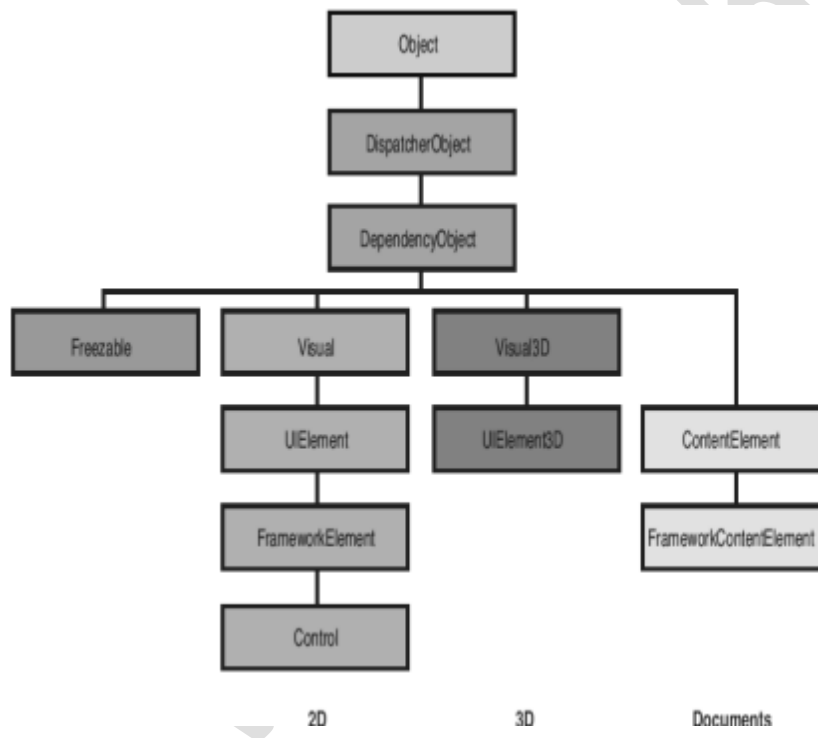 Object
DispatcherObject
DependencyObject
Freezable
Visual
Visual3D
UIElement
UIElement3D
ContentElement
FrameworkElement
FrameworkContentElement
Control
2D
3D
Documents